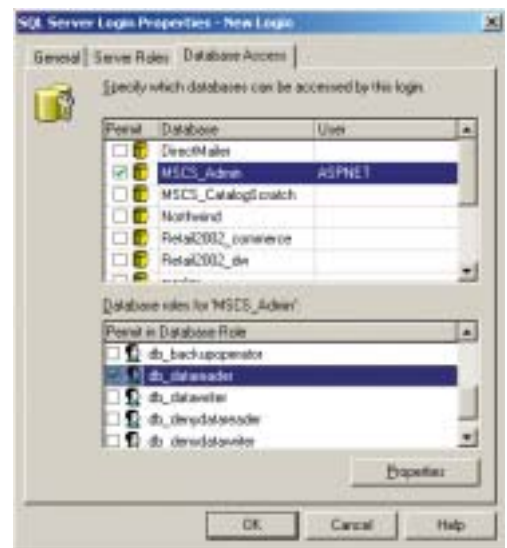 SQL Server Login Properties - New Login
General Server Roles Database Access
Specify which databases can be accessed by this login.
Permit Database User
DirectMailer
MSCS_Admin ASPNET
MSCS_CatalogScratch
Northwind
Retail2002_commerce
Retail2002_dw
Database roles for 'MSCS_Admin':
Permit in Database Role
db_backupoperator
db_datareader
db_datawriter
db_denydatareader
db_denydatawriter
Properties
OK Cancel Help